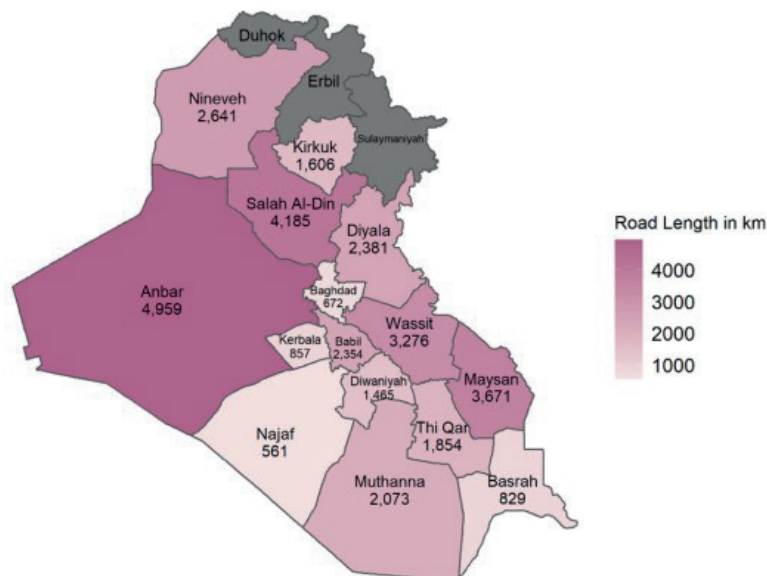 Duhok
Erbil
Nineveh
2,641
Sulaymaniyah
Kirkuk
1,606
Salah Al-Din
4,185
Diyala
2,381
Road Length in km
4000
3000
2000
1000
Anbar
4,959
Baghdad
672
Wassit
3,276
Kerbala
857
Babil
2,354
Maysan
3,671
Diwaniyah
1,465
Thi Qar
1,854
Najaf
561
Muthanna
2,073
Basrah
829